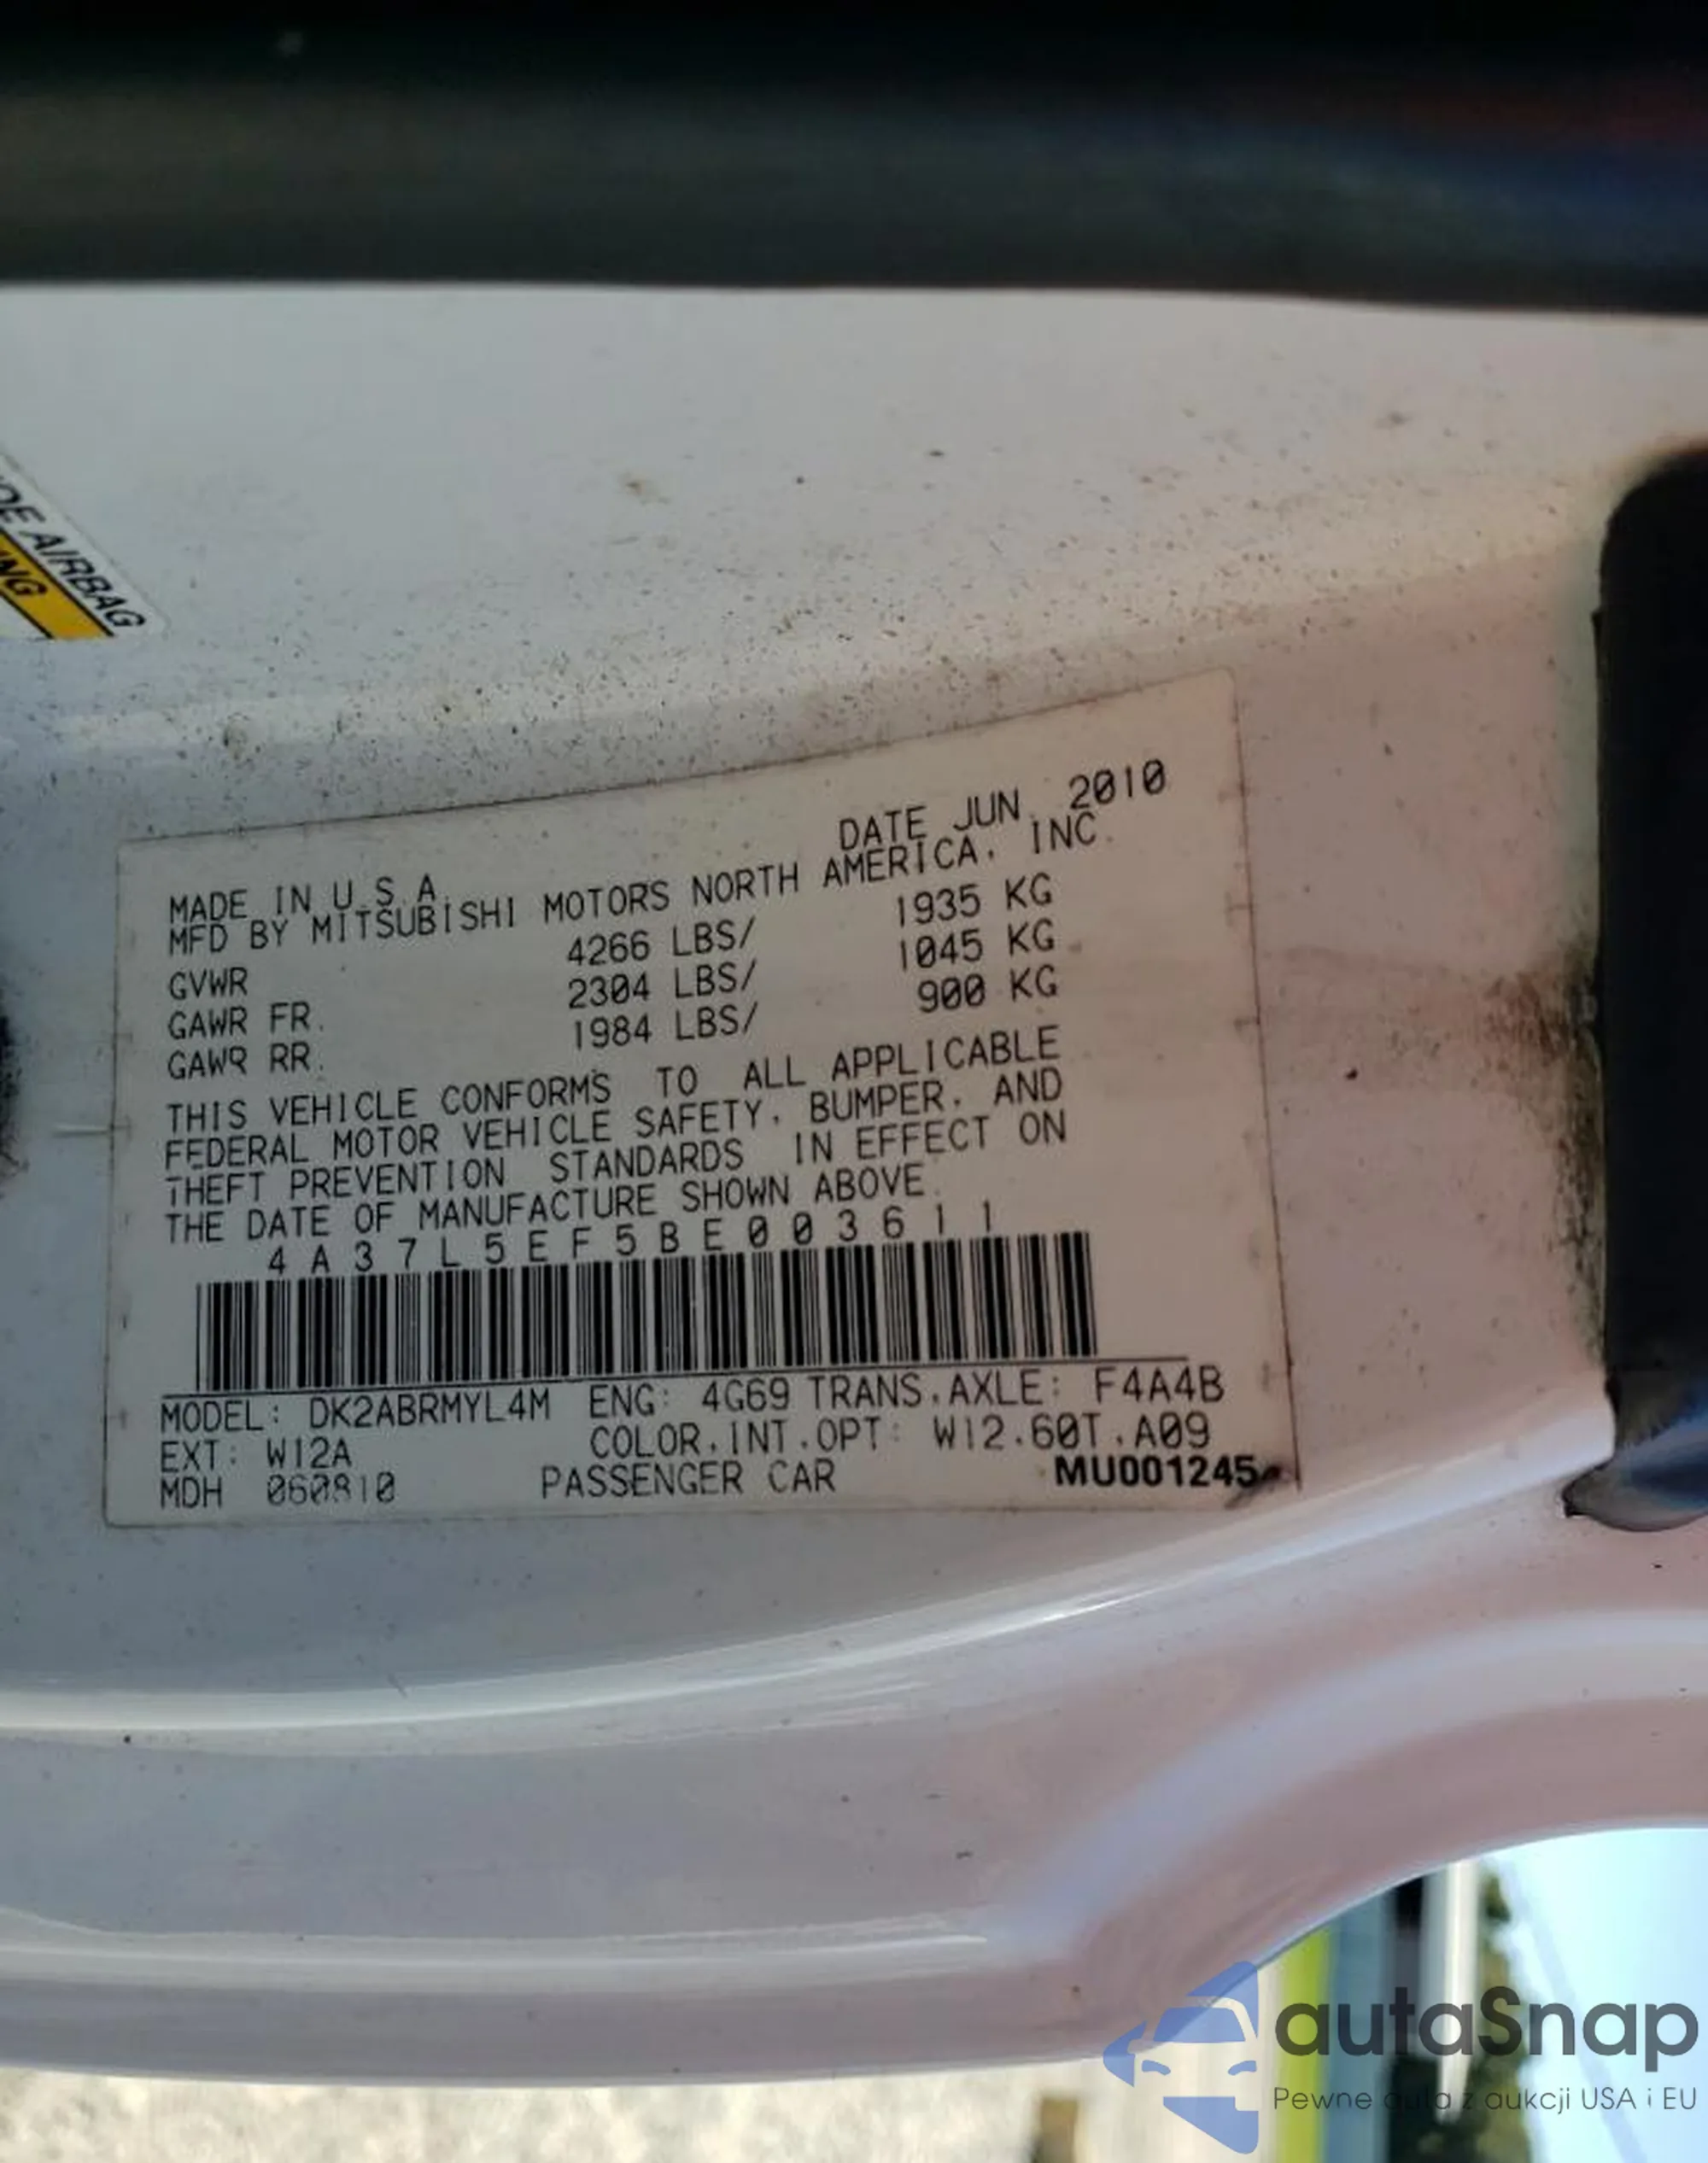 DE AIRBAG
NG
DATE JUN. 2010
MADE IN U.S.A.
MFD BY MITSUBISHI MOTORS NORTH AMERICA, INC.
GVWR 4266 LBS/ 1935 KG
GAWR FR. 2304 LBS/ 1045 KG
GAWR RR. 1984 LBS/ 900 KG
THIS VEHICLE CONFORMS TO ALL APPLICABLE
FEDERAL MOTOR VEHICLE SAFETY, BUMPER, AND
THEFT PREVENTION STANDARDS IN EFFECT ON
THE DATE OF MANUFACTURE SHOWN ABOVE.
4A37L5EF5BE003611
MODEL: DK2ABRMYL4M ENG: 4G69 TRANS.AXLE: F4A4B
EXT: W12A COLOR.INT.OPT: W12.60T.A09
MDH 060810 PASSENGER CAR MU001245
autaSnap
Pewne auta z aukcji USA i EU